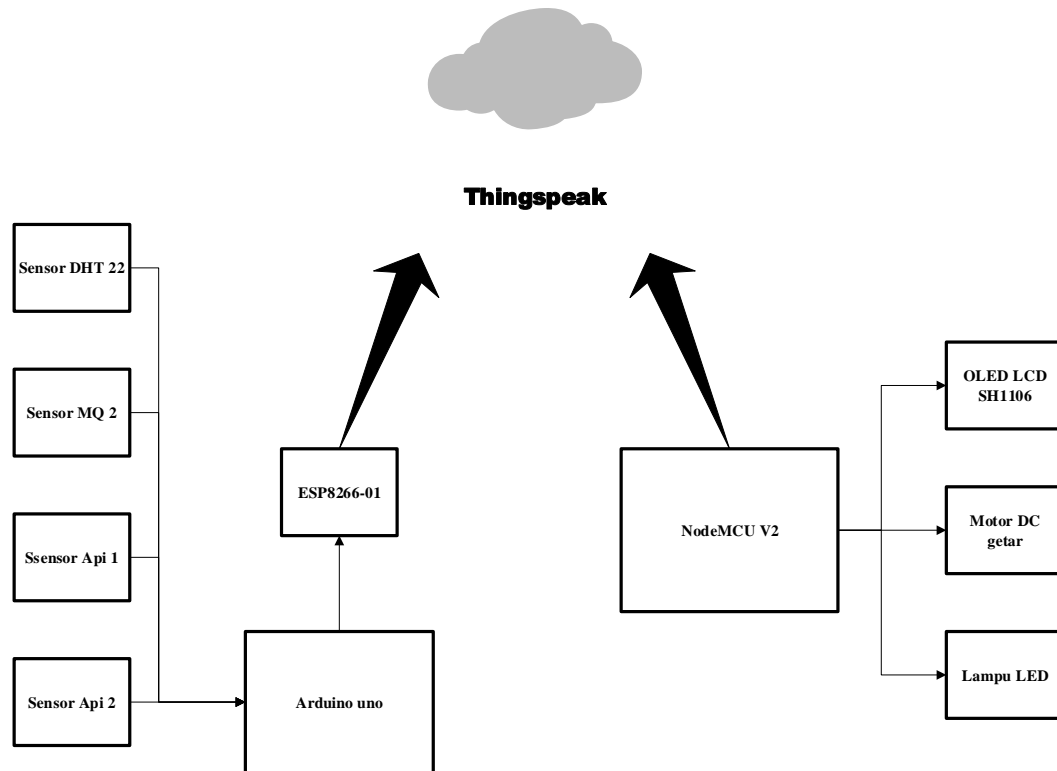 Thingspeak
Sensor DHT 22
Sensor MQ 2
Ssensor Api 1
Sensor Api 2
ESP8266-01
Arduino uno
NodeMCU V2
OLED LCD
SH1106
Motor DC
getar
Lampu LED